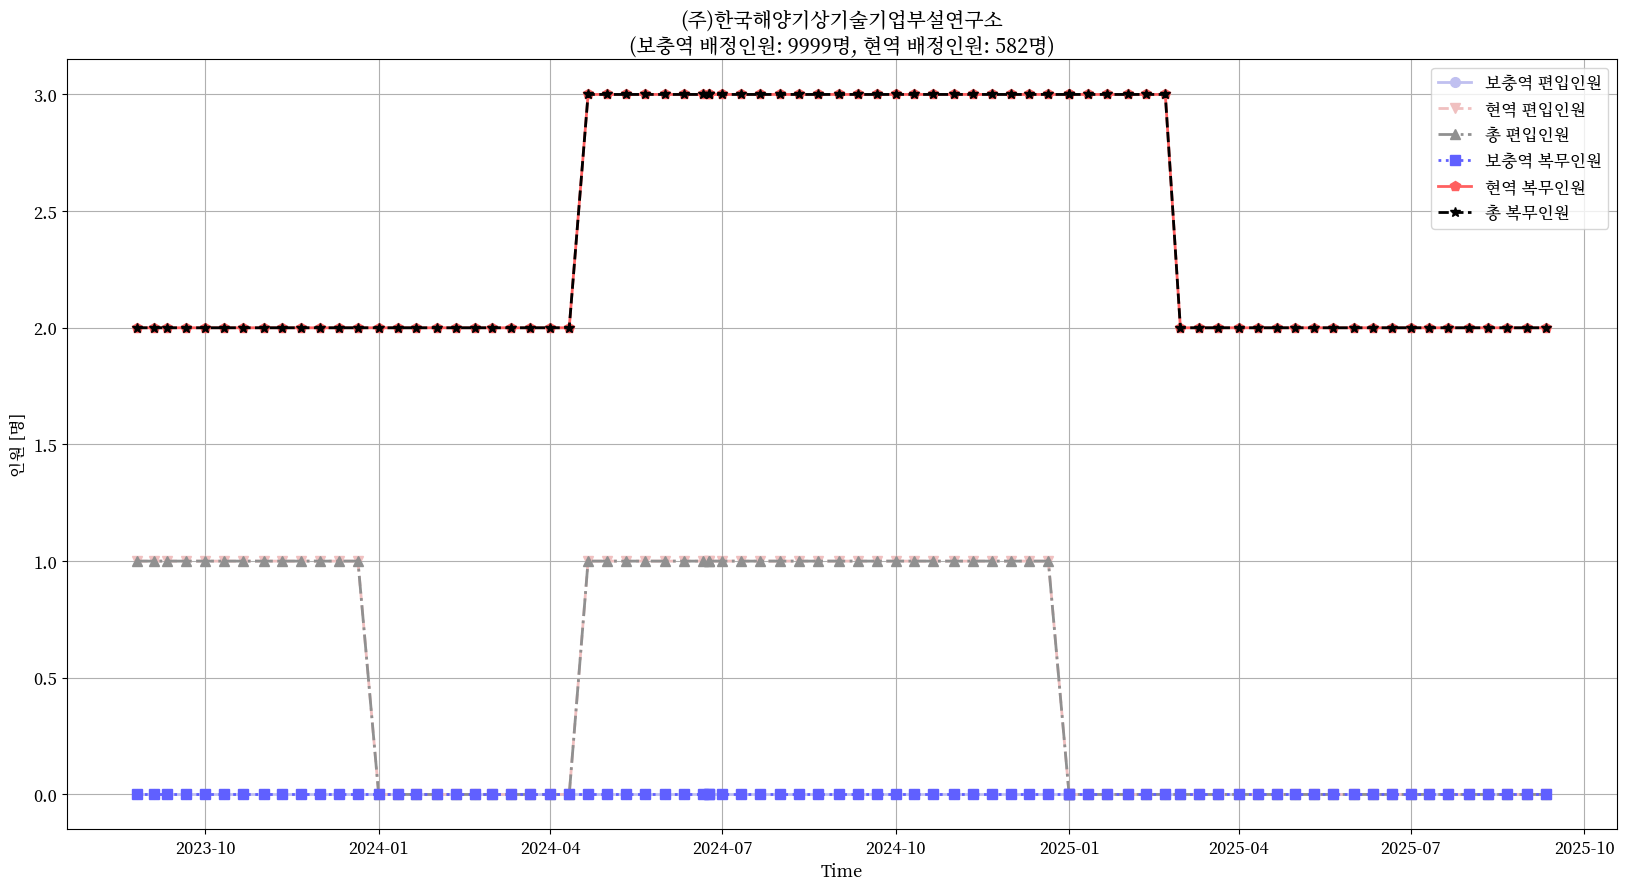 (주)한국해양기상기술기업부설연구소
(보충역 배정인원: 9999명, 현역 배정인원: 582명)
보충역 편입인원
현역 편입인원
총 편입인원
보충역 복무인원
현역 복무인원
총 복무인원
인원 [명]
3.0
2.5
2.0
1.5
1.0
0.5
0.0
2023-10
2024-01
2024-04
2024-07
2024-10
2025-01
2025-04
2025-07
2025-10
Time